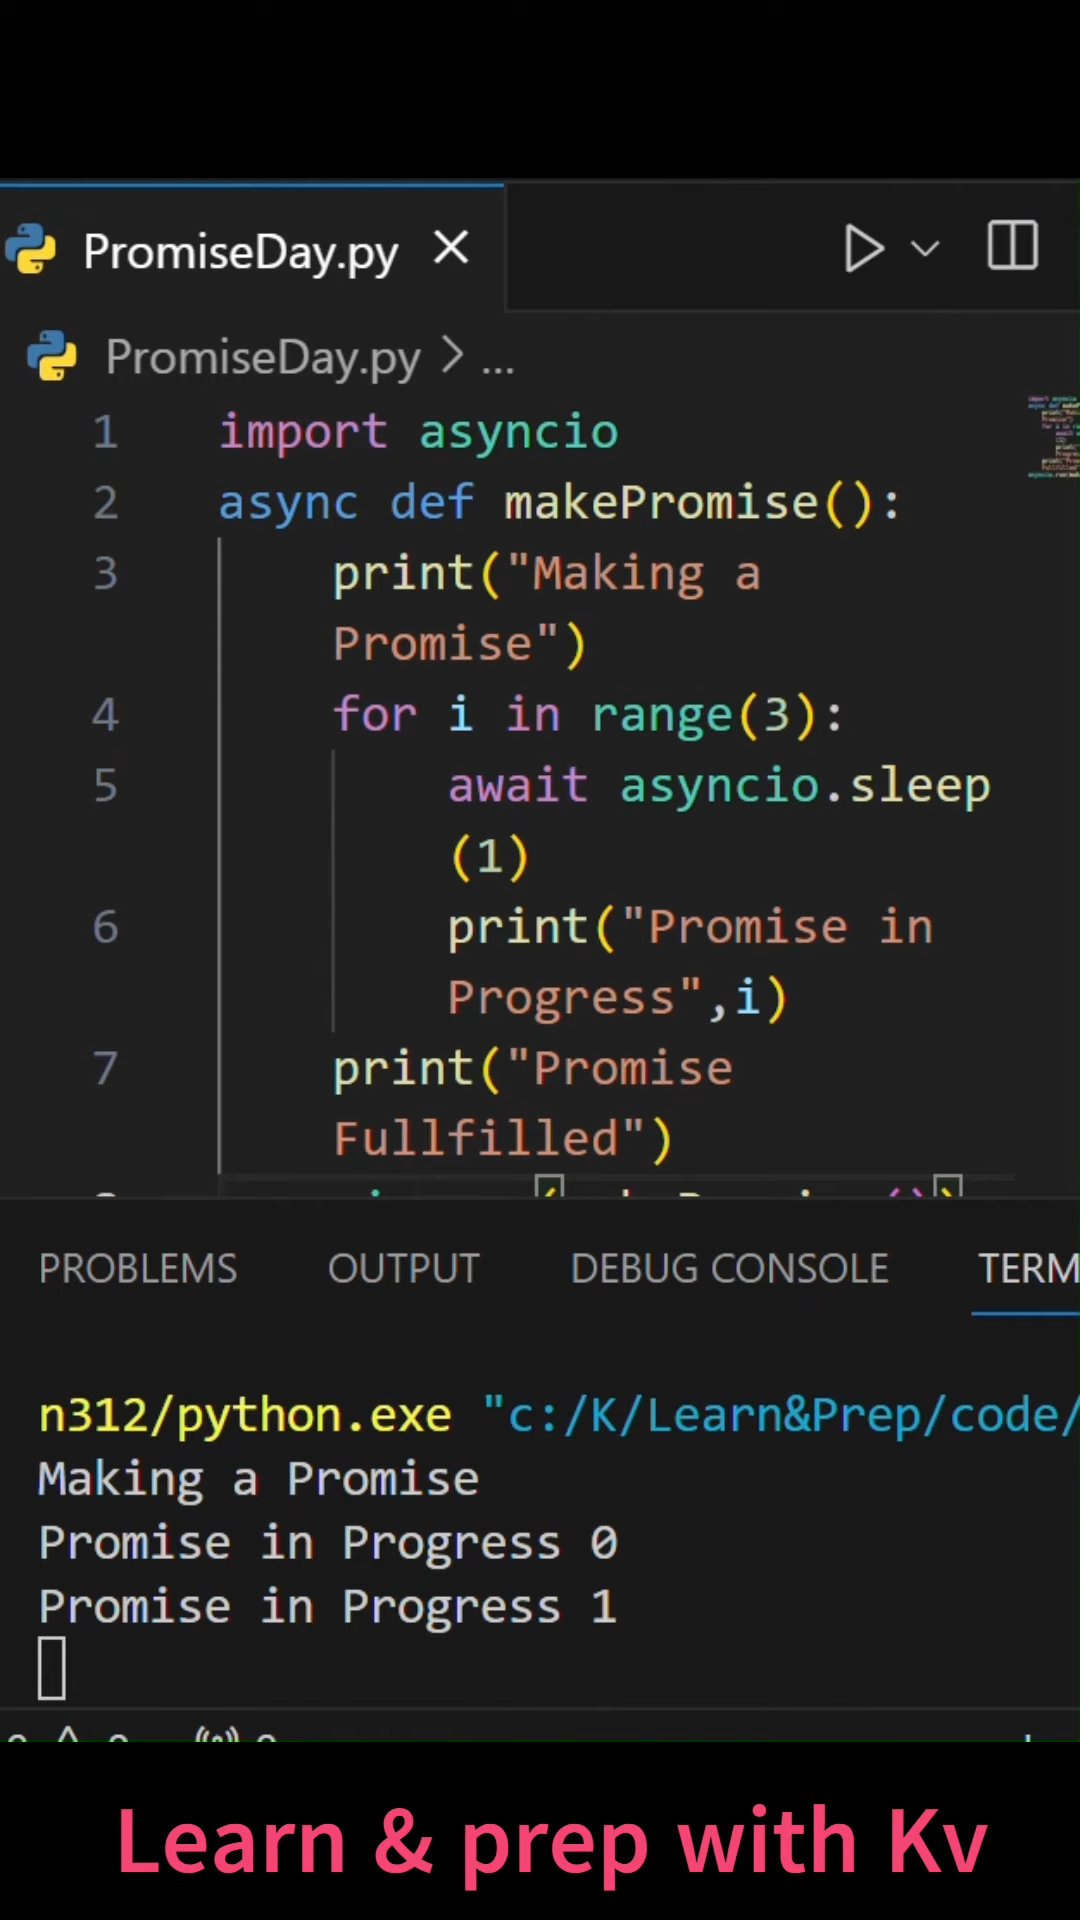 PromiseDay.py
PromiseDay.py > ...
1 import asyncio
2 async def makePromise():
3 print("Making a
Promise")
4 for i in range(3):
5 await asyncio.sleep
(1)
6 print("Promise in
Progress",i)
7 print("Promise
Fullfilled")
PROBLEMS OUTPUT DEBUG CONSOLE TERM
n312/python.exe "c:/K/Learn&Prep/code/
Making a Promise
Promise in Progress 0
Promise in Progress 1
Learn & prep with Kv